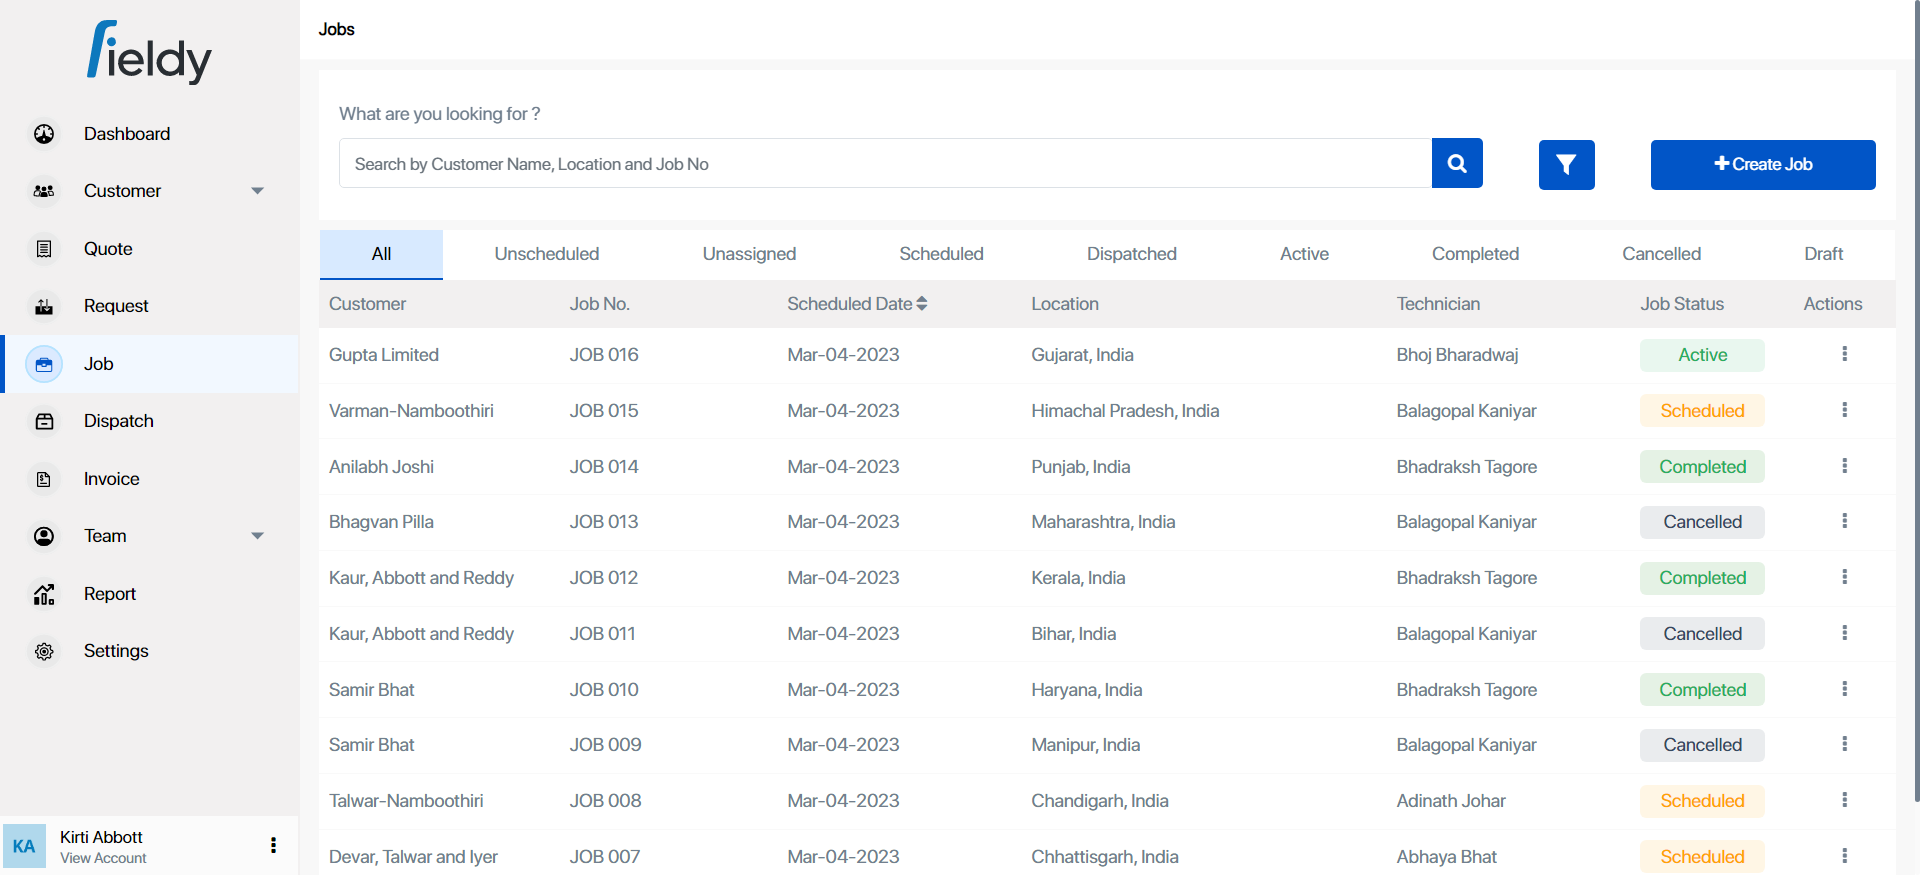 fieldy
Dashboard
Customer
Quote
Request
Job
Dispatch
Invoice
Team
Report
Settings
KA
Kirti Abbott
View Account
Jobs
What are you looking for ?
Search by Customer Name, Location and Job No
Create Job
All Unscheduled Unassigned Scheduled Dispatched Active Completed Cancelled Draft
Customer Job No. Scheduled Date Location Technician Job Status Actions
Gupta Limited JOB 016 Mar-04-2023 Gujarat, India Bhoj Bharadwaj Active
Varman-Namboothiri JOB 015 Mar-04-2023 Himachal Pradesh, India Balagopal Kaniyar Scheduled
Anilabh Joshi JOB 014 Mar-04-2023 Punjab, India Bhadraksh Tagore Completed
Bhagvan Pilla JOB 013 Mar-04-2023 Maharashtra, India Balagopal Kaniyar Cancelled
Kaur, Abbott and Reddy JOB 012 Mar-04-2023 Kerala, India Bhadraksh Tagore Completed
Kaur, Abbott and Reddy JOB 011 Mar-04-2023 Bihar, India Balagopal Kaniyar Cancelled
Samir Bhat JOB 010 Mar-04-2023 Haryana, India Bhadraksh Tagore Completed
Samir Bhat JOB 009 Mar-04-2023 Manipur, India Balagopal Kaniyar Cancelled
Talwar-Namboothiri JOB 008 Mar-04-2023 Chandigarh, India Adinath Johar Scheduled
Devar, Talwar and Iyer JOB 007 Mar-04-2023 Chhattisgarh, India Abhaya Bhat Scheduled